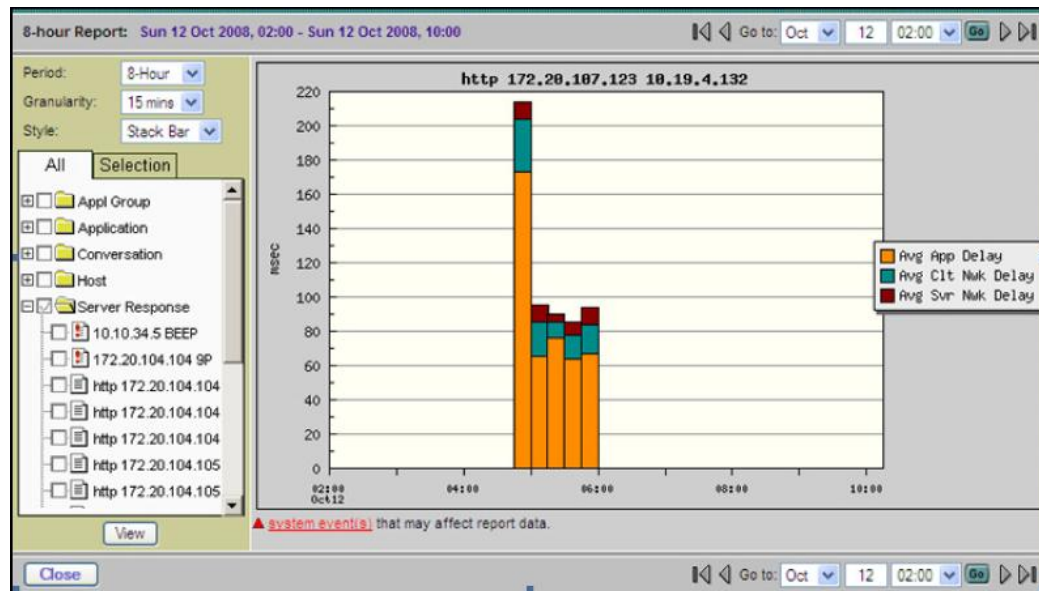 8-hour Report: Sun 12 Oct 2008, 02:00 - Sun 12 Oct 2008, 10:00
Go to: Oct 12 02:00 Go
Period: 8-Hour
Granularity: 15 mins
Style: Stack Bar
All Selection
Appl Group
Application
Conversation
Host
Server Response
10.10.34.5 BEEP
172.20.104.104 9P
http 172.20.104.104
http 172.20.104.104
http 172.20.104.104
http 172.20.104.105
http 172.20.104.105
View
http 172.20.107.123 10.19.4.132
220
200
180
160
140
120
100
80
60
40
20
0
msec
02:00 04:00 06:00 08:00 10:00
Oct12
Avg App Delay
Avg Clt Nwk Delay
Avg Svr Nwk Delay
system event(s) that may affect report data.
Close
Go to: Oct 12 02:00 Go